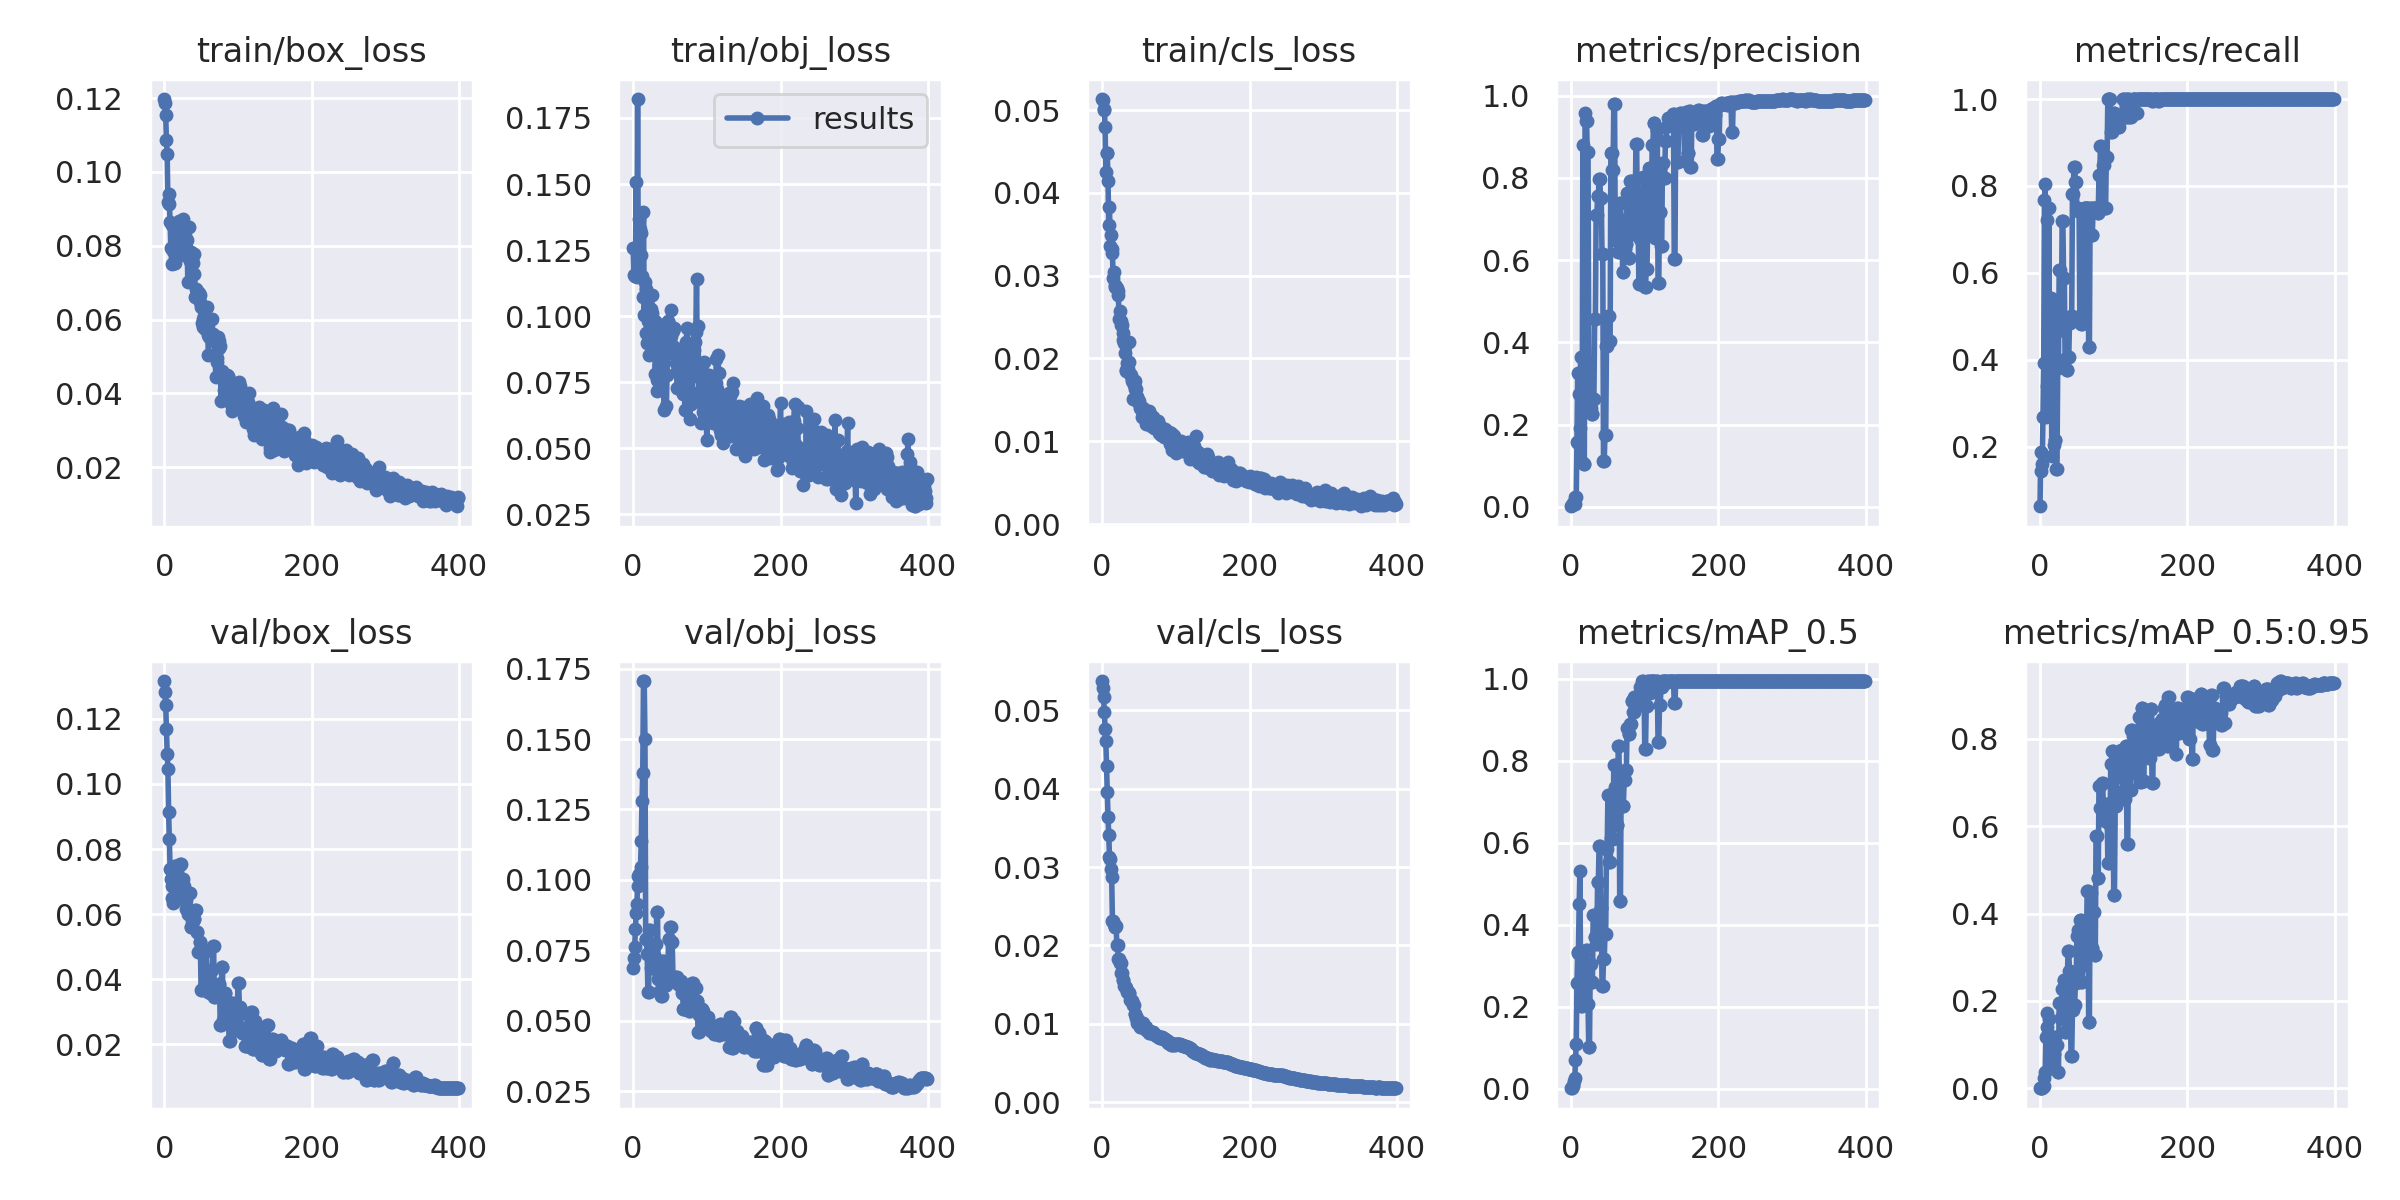 train/box_loss
train/obj_loss
train/cls_loss
metrics/precision
metrics/recall
0.12
0.10
0.08
0.06
0.04
0.02
0 200 400
results
0.175
0.150
0.125
0.100
0.075
0.050
0.025
0 200 400
0.05
0.04
0.03
0.02
0.01
0.00
0 200 400
1.0
0.8
0.6
0.4
0.2
0.0
0 200 400
1.0
0.8
0.6
0.4
0.2
0 200 400
val/box_loss
val/obj_loss
val/cls_loss
metrics/mAP_0.5
metrics/mAP_0.5:0.95
0.12
0.10
0.08
0.06
0.04
0.02
0 200 400
0.175
0.150
0.125
0.100
0.075
0.050
0.025
0 200 400
0.05
0.04
0.03
0.02
0.01
0.00
0 200 400
1.0
0.8
0.6
0.4
0.2
0.0
0 200 400
0.8
0.6
0.4
0.2
0.0
0 200 400